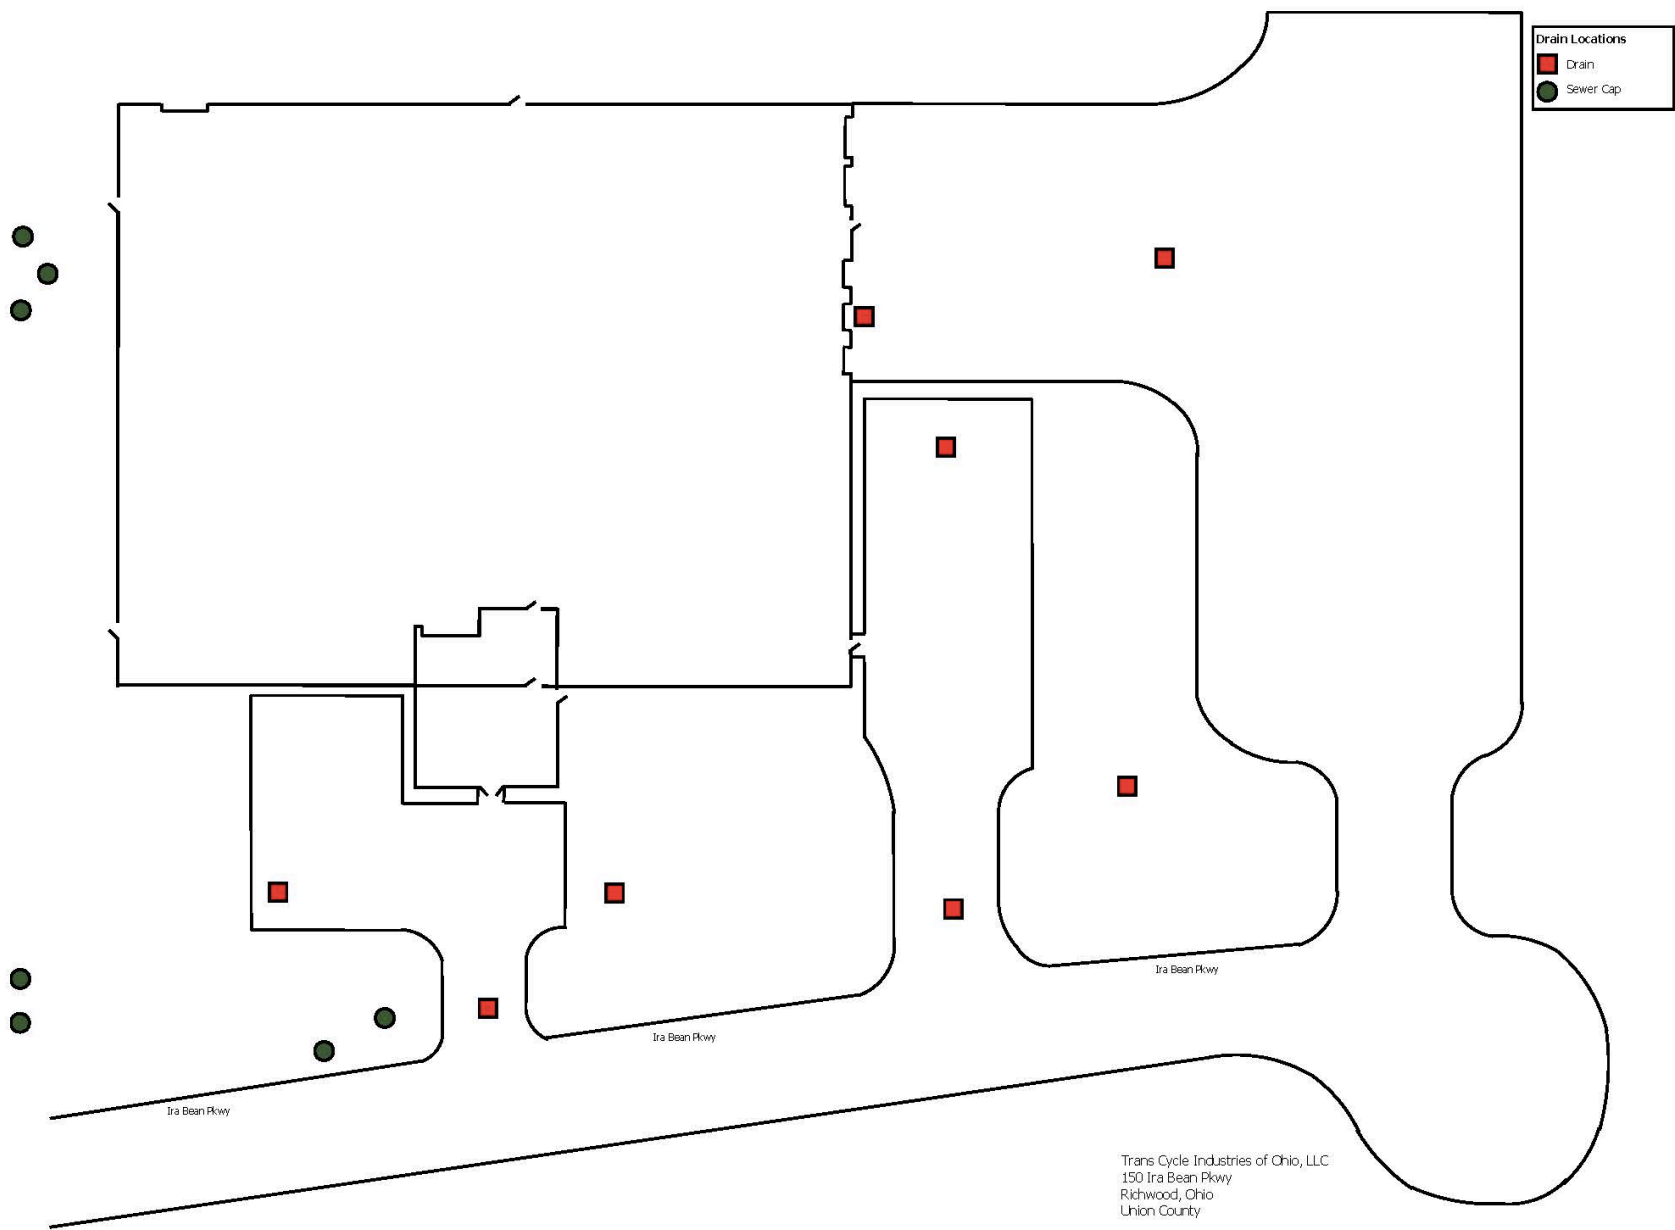 Drain Locations
Drain
Sewer Cap
Ira Bean Pkwy
Ira Bean Pkwy
Ira Bean Pkwy
Trans Cycle Industries of Ohio, LLC
150 Ira Bean Pkwy
Richwood, Ohio
Union County